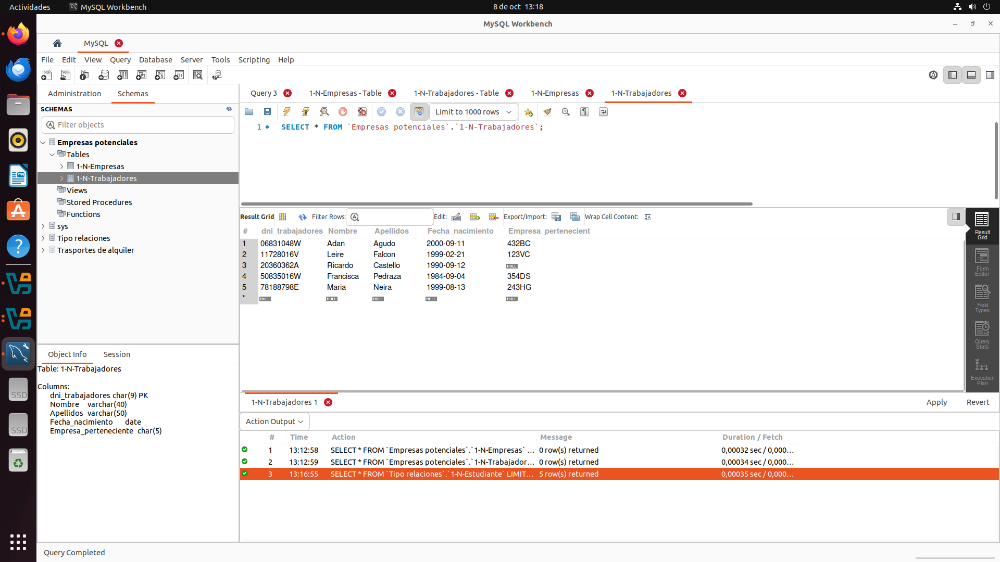 Actividades MySQL Workbench 8 de oct 13:18
MySQL Workbench
MySQL
File Edit View Query Database Server Tools Scripting Help
Administration Schemas
SCHEMAS
Filter objects
Empresas potenciales
Tables
1-N-Empresas
1-N-Trabajadores
Views
Stored Procedures
Functions
sys
Tipo relaciones
Trasportes de alquiler
Object Info Session
Table: 1-N-Trabajadores
Columns:
dni_trabajadores char(9) PK
Nombre varchar(40)
Apellidos varchar(50)
Fecha_nacimiento date
Empresa_perteneciente char(5)
Query 3 1-N-Empresas - Table 1-N-Trabajadores - Table 1-N-Empresas 1-N-Trabajadores
Limit to 1000 rows
1 SELECT * FROM `Empresas potenciales`.`1-N-Trabajadores`;
Result Grid Filter Rows: Edit: Export/Import: Wrap Cell Content:
# dni_trabajadores Nombre Apellidos Fecha_nacimiento Empresa_pertenecient
1 06831048W Adan Agudo 2000-09-11 432BC
2 11728016V Leire Falcon 1999-02-21 123VC
3 20360362A Ricardo Castello 1990-09-12 NULL
4 50835016W Francisca Pedraza 1984-09-04 354DS
5 78188798E Maria Neira 1999-08-13 243HG
* NULL NULL NULL NULL NULL
Result
Grid
Form
Editor
Field
Types
Query
Stats
Execution
Plan
1-N-Trabajadores 1 Apply Revert
Action Output
# Time Action Message Duration / Fetch
1 13:12:58 SELECT * FROM `Empresas potenciales`.`1-N-Empresas` ... 0 row(s) returned 0,00032 sec / 0,000...
2 13:12:59 SELECT * FROM `Empresas potenciales`.`1-N-Trabajador... 0 row(s) returned 0,00034 sec / 0,000...
3 13:16:55 SELECT * FROM `Tipo relaciones`.`1-N-Estudiante` LIMIT... 5 row(s) returned 0,00035 sec / 0,000...
SSD
SSD
Query Completed